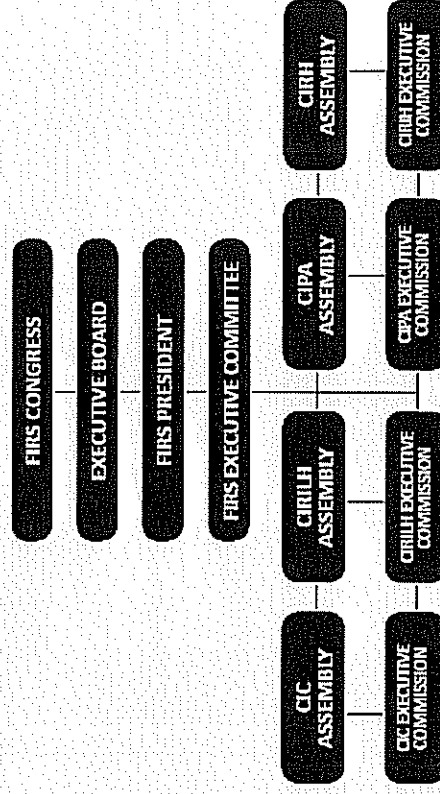 FIRS CONGRESS
EXECUTIVE BOARD
FIRS PRESIDENT
FIRS EXECUTIVE COMMITTEE
CIC
ASSEMBLY
CIRILH
ASSEMBLY
CIPA
ASSEMBLY
CIRH
ASSEMBLY
CIC EXECUTIVE
COMMISSION
CIRILH EXECUTIVE
COMMISSION
CIPA EXECUTIVE
COMMISSION
CIRH EXECUTIVE
COMMISSION